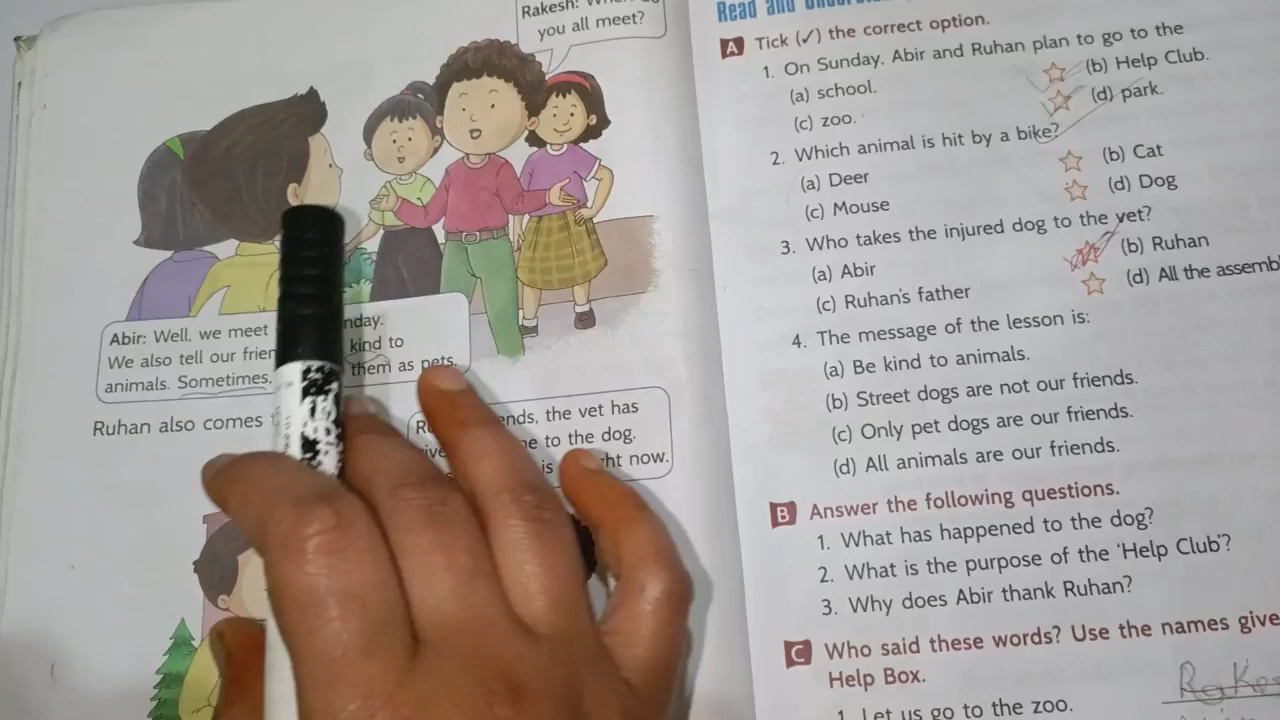 Rakesh:
you all meet?
Abir: Well, we meet nday.
We also tell our frien kind to
animals. Sometimes, them as pets.
Ruhan also comes
ends, the vet has
e to the dog.
is ht now.
Read and
A Tick (✓) the correct option.
1. On Sunday, Abir and Ruhan plan to go to the
(a) school. (b) Help Club.
(c) zoo. (d) park.
2. Which animal is hit by a bike?
(a) Deer (b) Cat
(c) Mouse (d) Dog
3. Who takes the injured dog to the vet?
(a) Abir (b) Ruhan
(c) Ruhan's father (d) All the assemb
4. The message of the lesson is:
(a) Be kind to animals.
(b) Street dogs are not our friends.
(c) Only pet dogs are our friends.
(d) All animals are our friends.
B Answer the following questions.
1. What has happened to the dog?
2. What is the purpose of the 'Help Club'?
3. Why does Abir thank Ruhan?
C Who said these words? Use the names give
Help Box.
1. Let us go to the zoo.